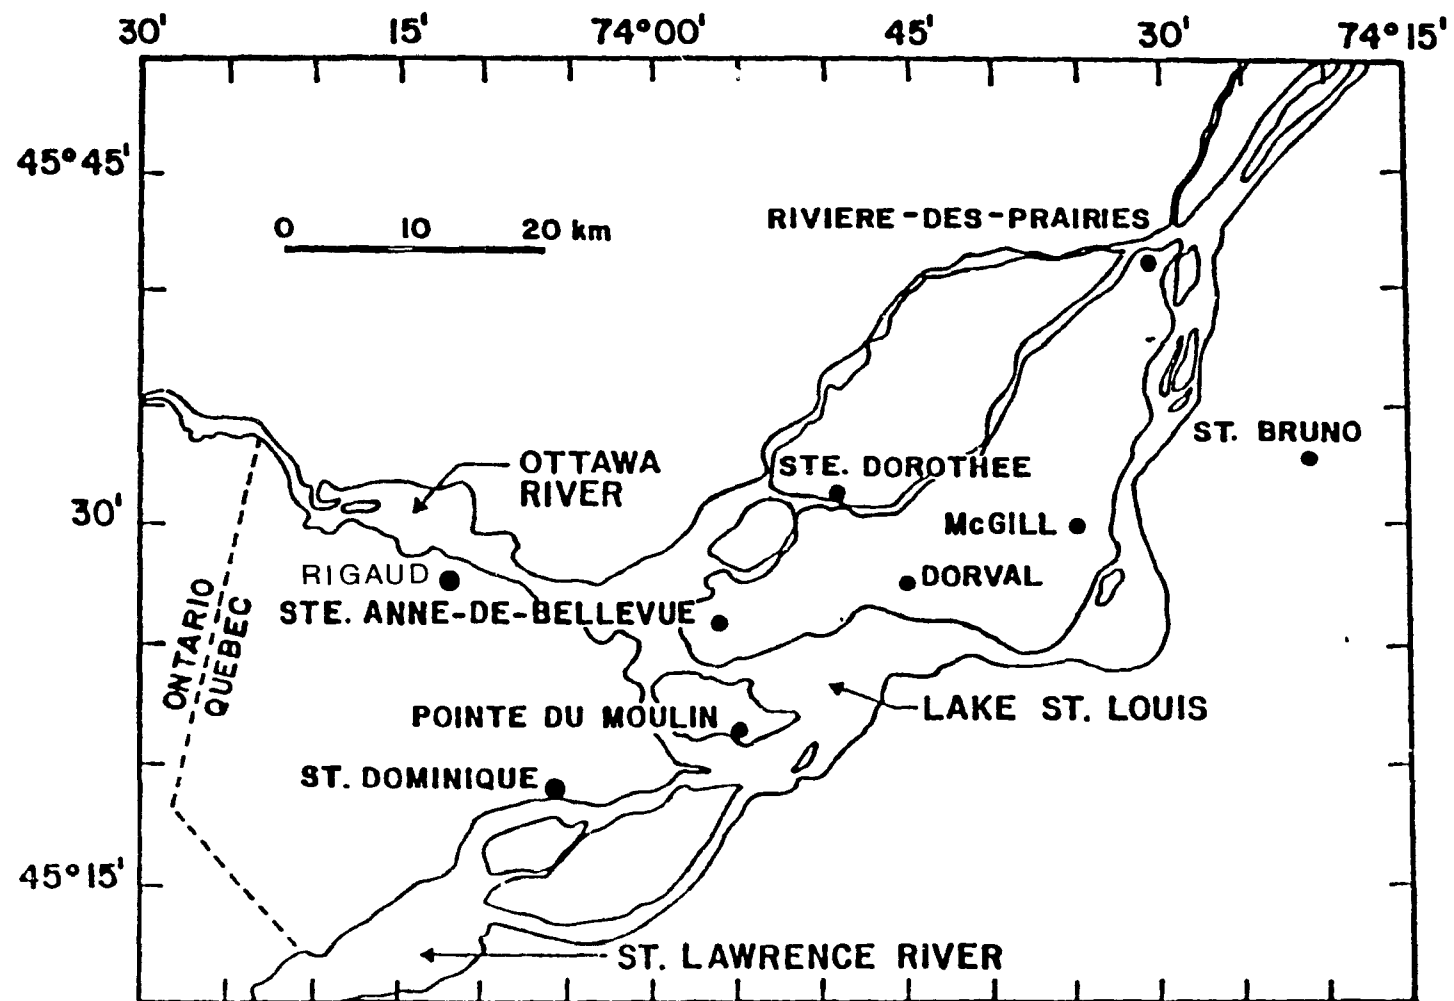 30' 15' 74°00' 45' 30' 74°15'
45°45'
0 10 20 km
RIVIERE-DES-PRAIRIES
ST. BRUNO
OTTAWA
RIVER
STE. DOROTHEE
30'
McGILL
RIGAUD
DORVAL
STE. ANNE-DE-BELLEVUE
ONTARIO
QUEBEC
LAKE ST. LOUIS
POINTE DU MOULIN
ST. DOMINIQUE
45°15'
ST. LAWRENCE RIVER